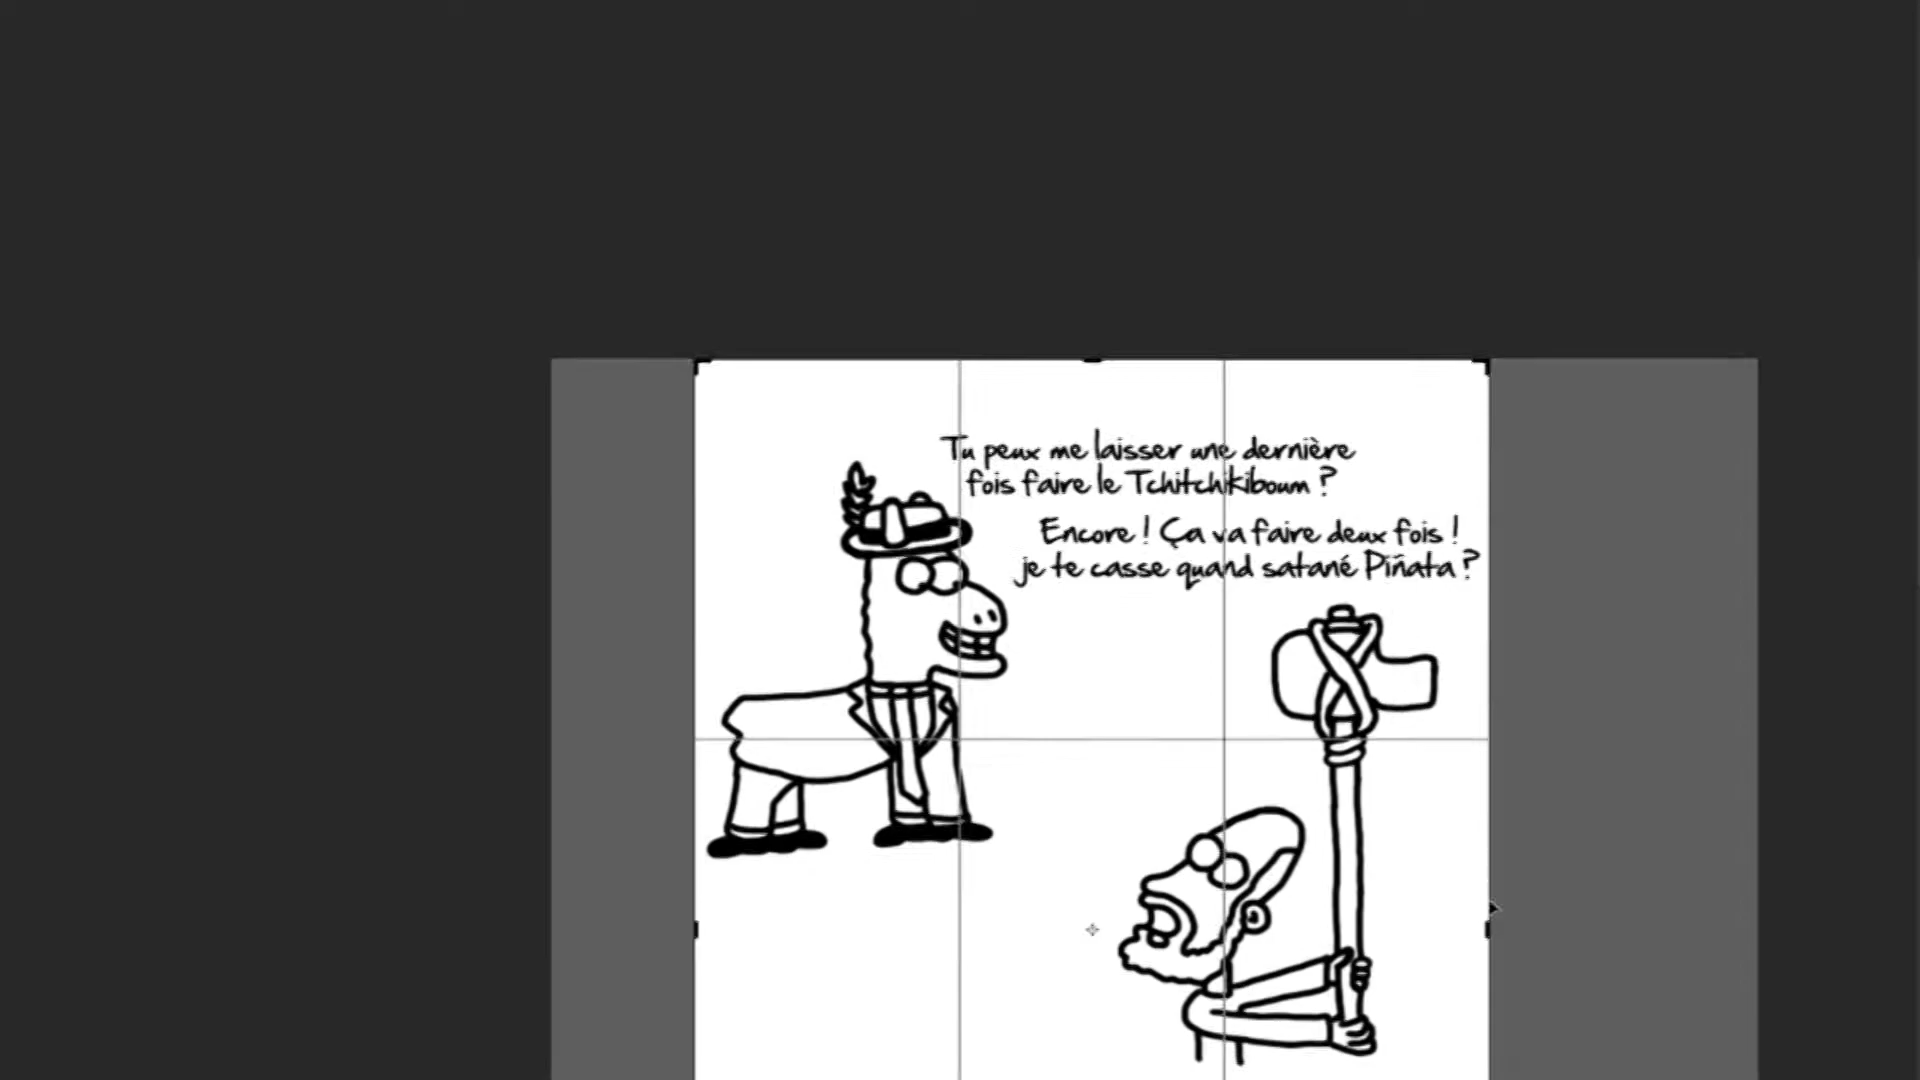 Tu peux me laisser une dernière
fois faire le Tchitchikiboum ?
Encore ! Ça va faire deux fois !
je te casse quand satané Piñata ?